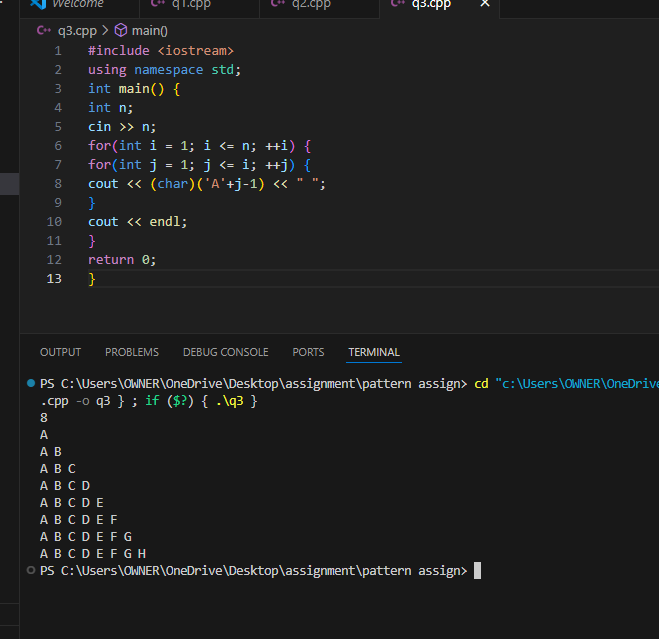 Welcome q1.cpp q2.cpp q3.cpp
q3.cpp > main()
1 #include <iostream>
2 using namespace std;
3 int main() {
4 int n;
5 cin >> n;
6 for(int i = 1; i <= n; ++i) {
7 for(int j = 1; j <= i; ++j) {
8 cout << (char)('A'+j-1) << " ";
9 }
10 cout << endl;
11 }
12 return 0;
13 }
OUTPUT PROBLEMS DEBUG CONSOLE PORTS TERMINAL
PS C:\Users\OWNER\OneDrive\Desktop\assignment\pattern assign> cd "c:\Users\OWNER\OneDrive
.cpp -o q3 } ; if ($?) { .\q3 }
8
A
A B
A B C
A B C D
A B C D E
A B C D E F
A B C D E F G
A B C D E F G H
PS C:\Users\OWNER\OneDrive\Desktop\assignment\pattern assign>